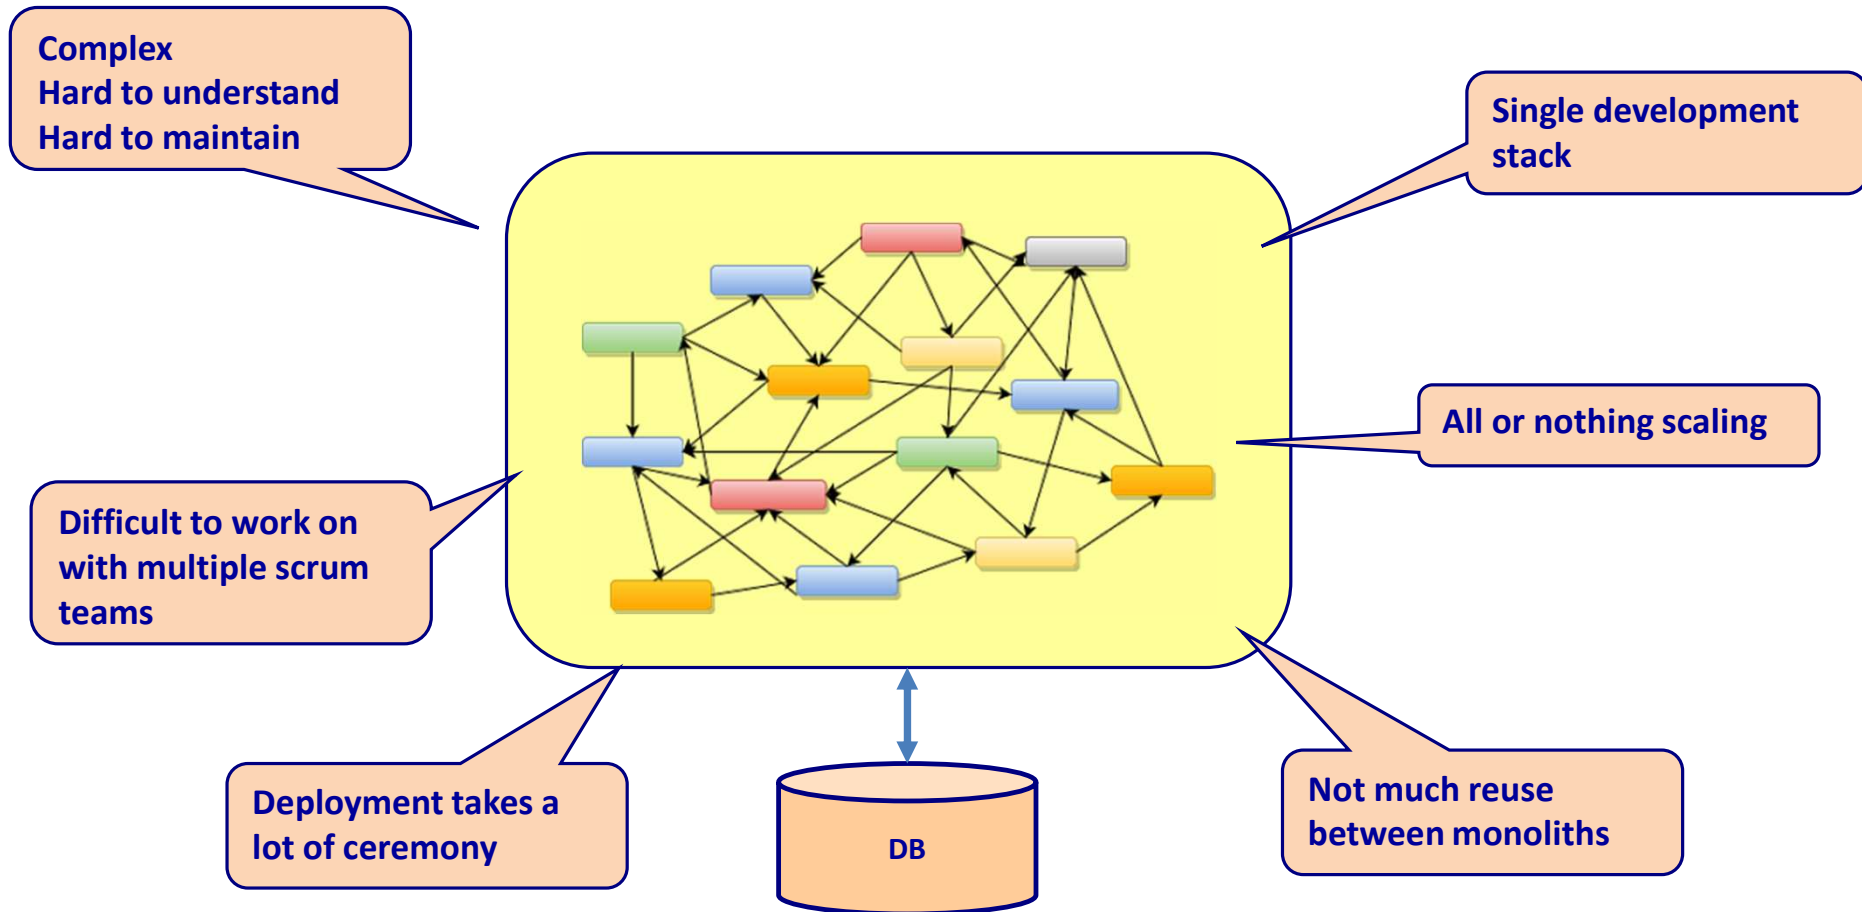 Complex
Hard to understand
Hard to maintain
Single development
stack
All or nothing scaling
Difficult to work on
with multiple scrum
teams
Deployment takes a
lot of ceremony
DB
Not much reuse
between monoliths